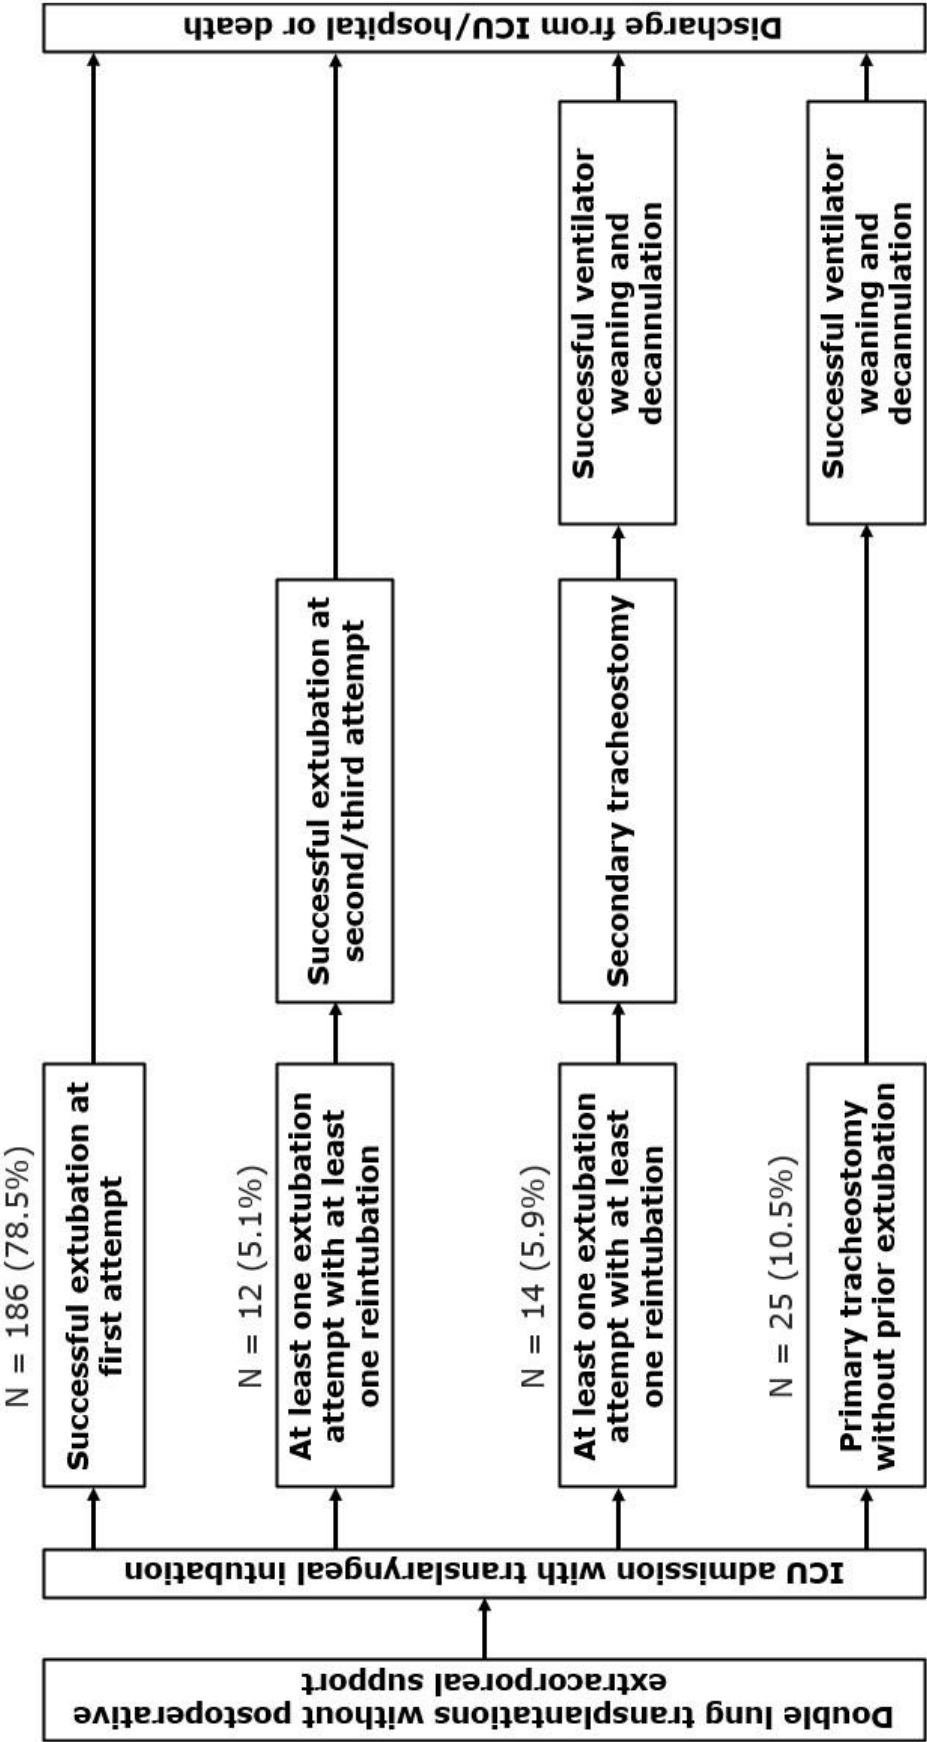 Double lung transplantations without postoperative
extracorporeal support
ICU admission with translaryngeal intubation
N = 186 (78.5%)
Successful extubation at
first attempt
N = 12 (5.1%)
At least one extubation
attempt with at least
one reintubation
Successful extubation at
second/third attempt
N = 14 (5.9%)
At least one extubation
attempt with at least
one reintubation
Secondary tracheostomy
Successful ventilator
weaning and
decannulation
N = 25 (10.5%)
Primary tracheostomy
without prior extubation
Successful ventilator
weaning and
decannulation
Discharge from ICU/hospital or death